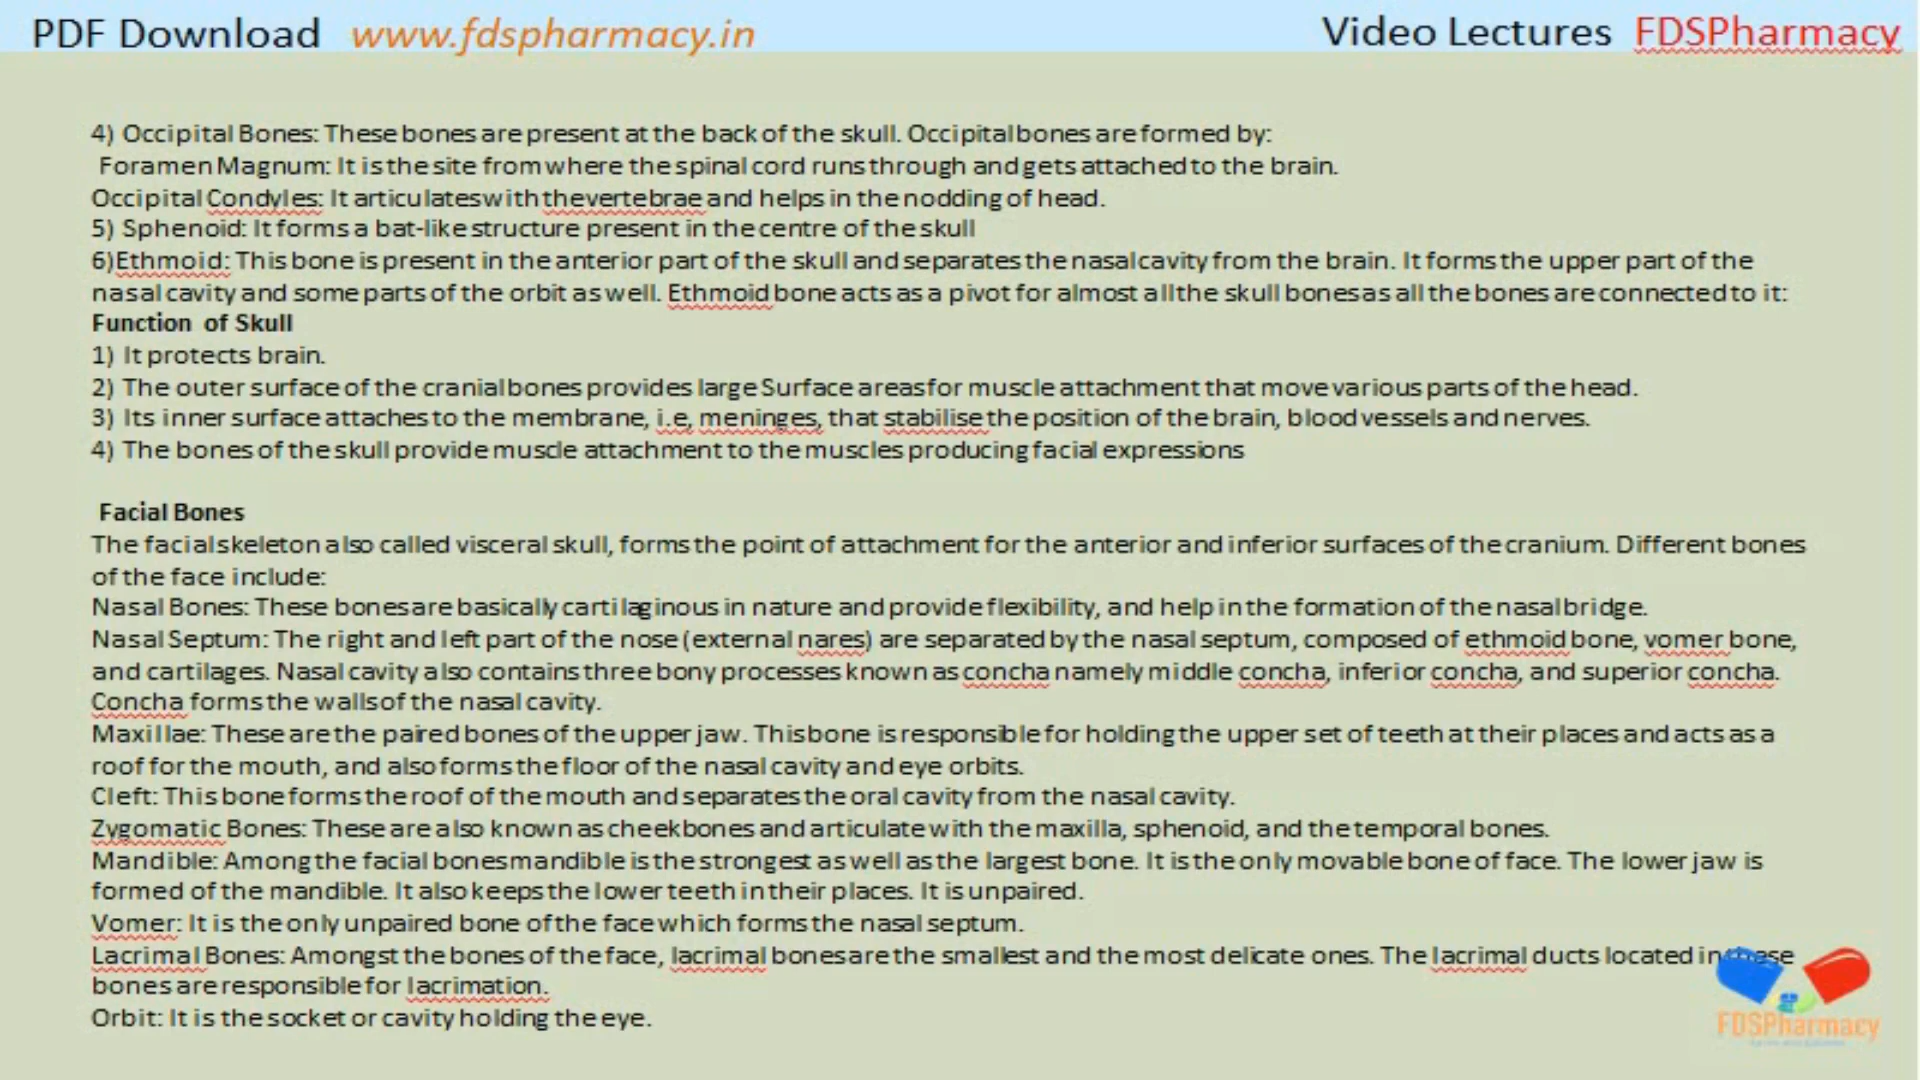 PDF Download www.fdspharmacy.in Video Lectures FDSPharmacy
4) Occipital Bones: These bones are present at the back of the skull. Occipital bones are formed by:
Foramen Magnum: It is the site from where the spinal cord runs through and gets attached to the brain.
Occipital Condyles: It articulates with the vertebrae and helps in the nodding of head.
5) Sphenoid: It forms a bat-like structure present in the centre of the skull
6)Ethmoid: This bone is present in the anterior part of the skull and separates the nasal cavity from the brain. It forms the upper part of the
nasal cavity and some parts of the orbit as well. Ethmoid bone acts as a pivot for almost all the skull bones as all the bones are connected to it:
Function of Skull
1) It protects brain.
2) The outer surface of the cranial bones provides large Surface areas for muscle attachment that move various parts of the head.
3) Its inner surface attaches to the membrane, i.e, meninges, that stabilise the position of the brain, blood vessels and nerves.
4) The bones of the skull provide muscle attachment to the muscles producing facial expressions
Facial Bones
The facial skeleton also called visceral skull, forms the point of attachment for the anterior and inferior surfaces of the cranium. Different bones
of the face include:
Nasal Bones: These bones are basically cartilaginous in nature and provide flexibility, and help in the formation of the nasal bridge.
Nasal Septum: The right and left part of the nose (external nares) are separated by the nasal septum, composed of ethmoid bone, vomer bone,
and cartilages. Nasal cavity also contains three bony processes known as concha namely middle concha, inferior concha, and superior concha.
Concha forms the walls of the nasal cavity.
Maxillae: These are the paired bones of the upper jaw. This bone is responsible for holding the upper set of teeth at their places and acts as a
roof for the mouth, and also forms the floor of the nasal cavity and eye orbits.
Cleft: This bone forms the roof of the mouth and separates the oral cavity from the nasal cavity.
Zygomatic Bones: These are also known as cheekbones and articulate with the maxilla, sphenoid, and the temporal bones.
Mandible: Among the facial bones mandible is the strongest as well as the largest bone. It is the only movable bone of face. The lower jaw is
formed of the mandible. It also keeps the lower teeth in their places. It is unpaired.
Vomer: It is the only unpaired bone of the face which forms the nasal septum.
Lacrimal Bones: Amongst the bones of the face, lacrimal bones are the smallest and the most delicate ones. The lacrimal ducts located in these
bones are responsible for lacrimation.
Orbit: It is the socket or cavity holding the eye.
FDSPharmacy